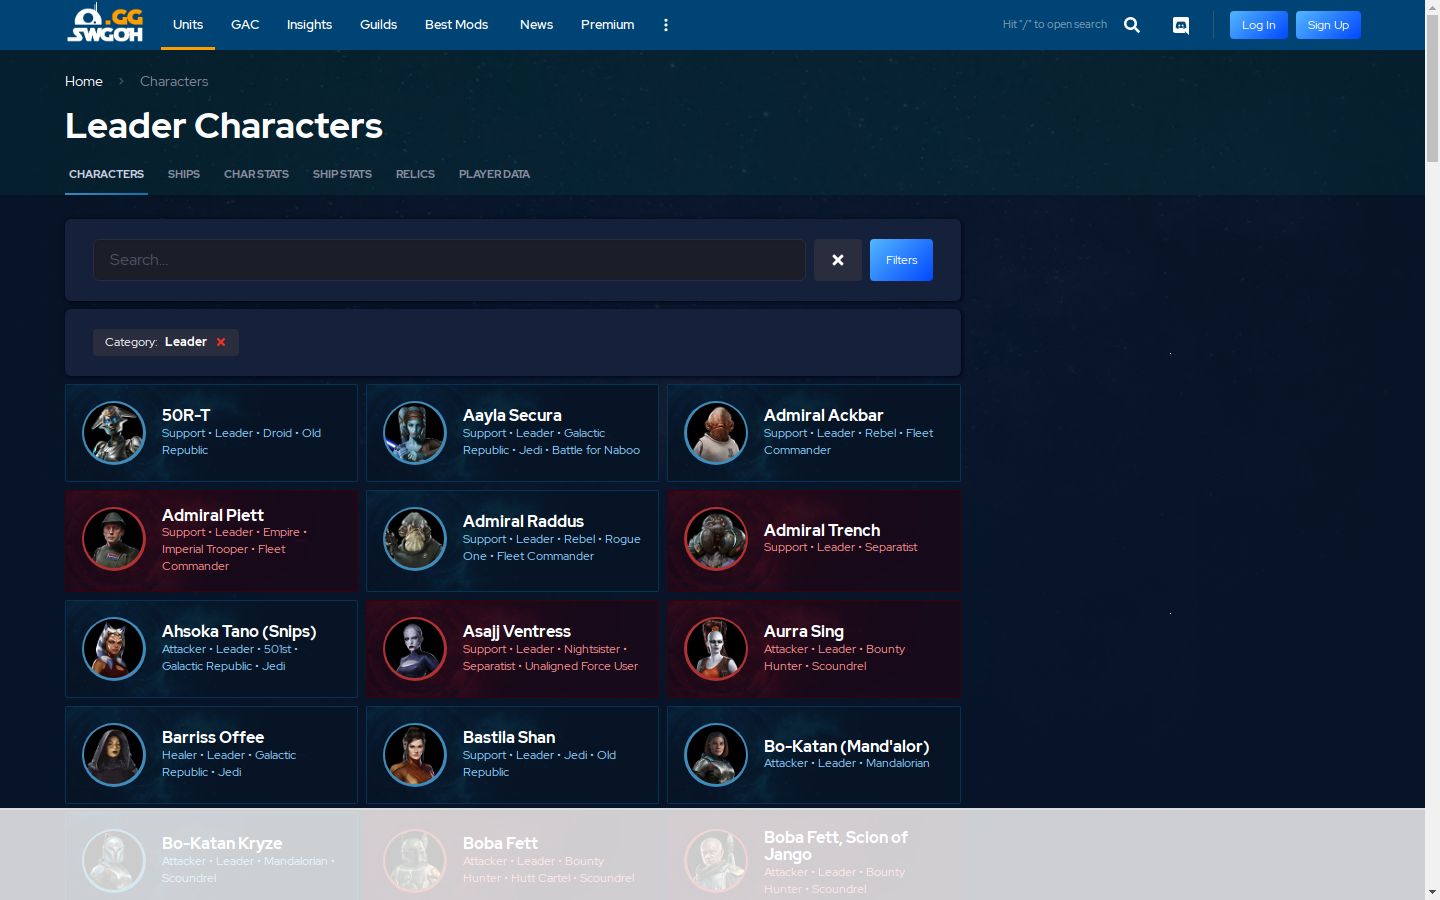 .GG
SWGOH
Units
GAC
Insights
Guilds
Best Mods
News
Premium
Hit "/" to open search
Log In
Sign Up
Home
Characters
Leader Characters
CHARACTERS
SHIPS
CHAR STATS
SHIP STATS
RELICS
PLAYER DATA
Search...
Filters
Category: Leader
50R-T
Support • Leader • Droid • Old
Republic
Aayla Secura
Support • Leader • Galactic
Republic • Jedi • Battle for Naboo
Admiral Ackbar
Support • Leader • Rebel • Fleet
Commander
Admiral Piett
Support • Leader • Empire •
Imperial Trooper • Fleet
Commander
Admiral Raddus
Support • Leader • Rebel • Rogue
One • Fleet Commander
Admiral Trench
Support • Leader • Separatist
Ahsoka Tano (Snips)
Attacker • Leader • 501st •
Galactic Republic • Jedi
Asajj Ventress
Support • Leader • Nightsister •
Separatist • Unaligned Force User
Aurra Sing
Attacker • Leader • Bounty
Hunter • Scoundrel
Barriss Offee
Healer • Leader • Galactic
Republic • Jedi
Bastila Shan
Support • Leader • Jedi • Old
Republic
Bo-Katan (Mand'alor)
Attacker • Leader • Mandalorian
Bo-Katan Kryze
Attacker • Leader • Mandalorian •
Scoundrel
Boba Fett
Attacker • Leader • Bounty
Hunter • Hutt Cartel • Scoundrel
Boba Fett, Scion of
Jango
Attacker • Leader • Bounty
Hunter • Scoundrel